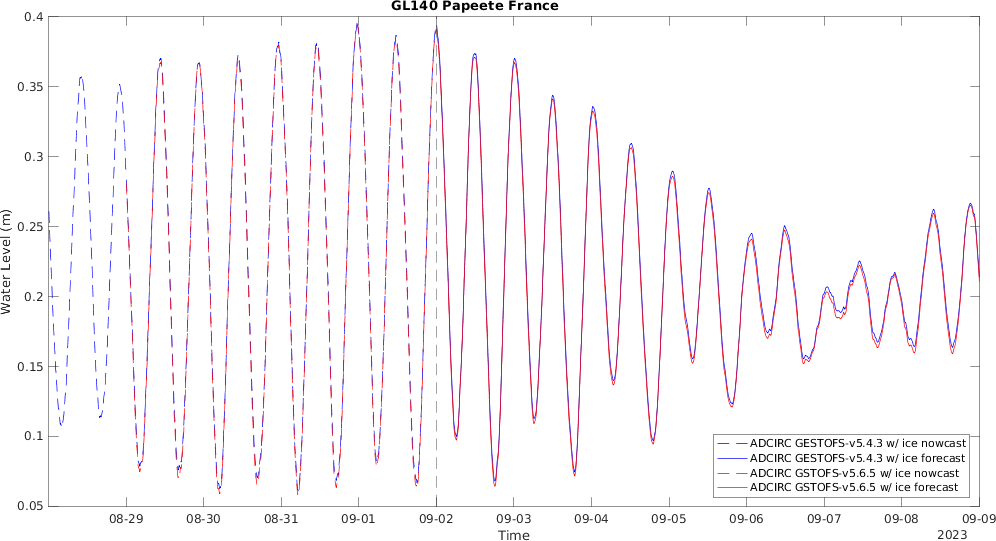 GL140 Papeete France
0.4
0.35
0.3
0.25
0.2
0.15
0.1
0.05
Water Level (m)
ADCIRC GESTOFS-v5.4.3 w/ ice nowcast
ADCIRC GESTOFS-v5.4.3 w/ ice forecast
ADCIRC GSTOFS-v5.6.5 w/ ice nowcast
ADCIRC GSTOFS-v5.6.5 w/ ice forecast
08-29 08-30 08-31 09-01 09-02 09-03 09-04 09-05 09-06 09-07 09-08 09-09
Time 2023